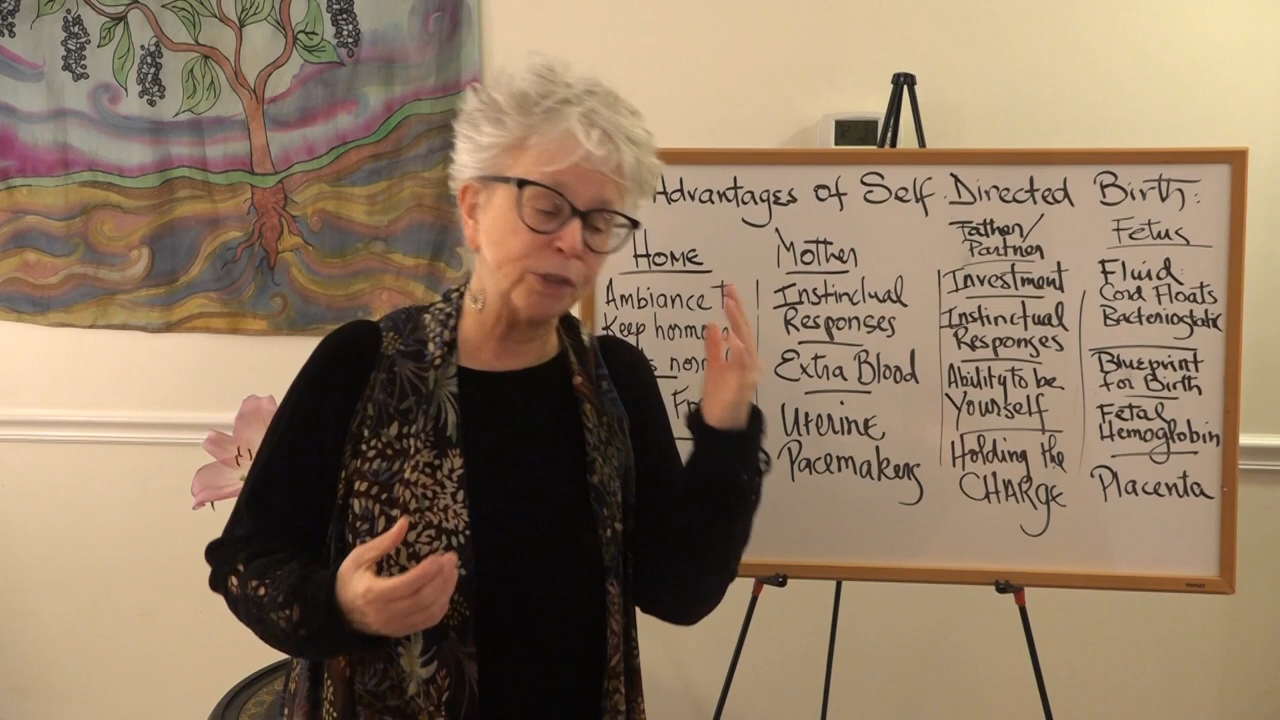 Advantages of Self-Directed Birth:
HOME
Ambiance
Keep
Mother
Instinctual
Responses
Extra Blood
Uterine
Pacemakers
Father/
Partner
Investment
Instinctual
Responses
Ability to be
Yourself
Holding the
CHARGE
Fetus
Fluid:
Cord Floats
Bacteriostatic
Blueprint
for Birth
Fetal
Hemoglobin
Placenta